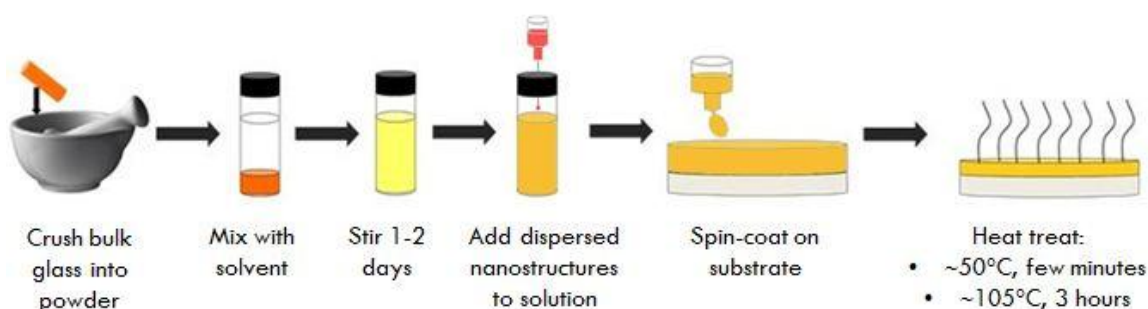 Crush bulk
glass into
powder
Mix with
solvent
Stir 1-2
days
Add dispersed
nanostructures
to solution
Spin-coat on
substrate
Heat treat:
• ~50°C, few minutes
• ~105°C, 3 hours